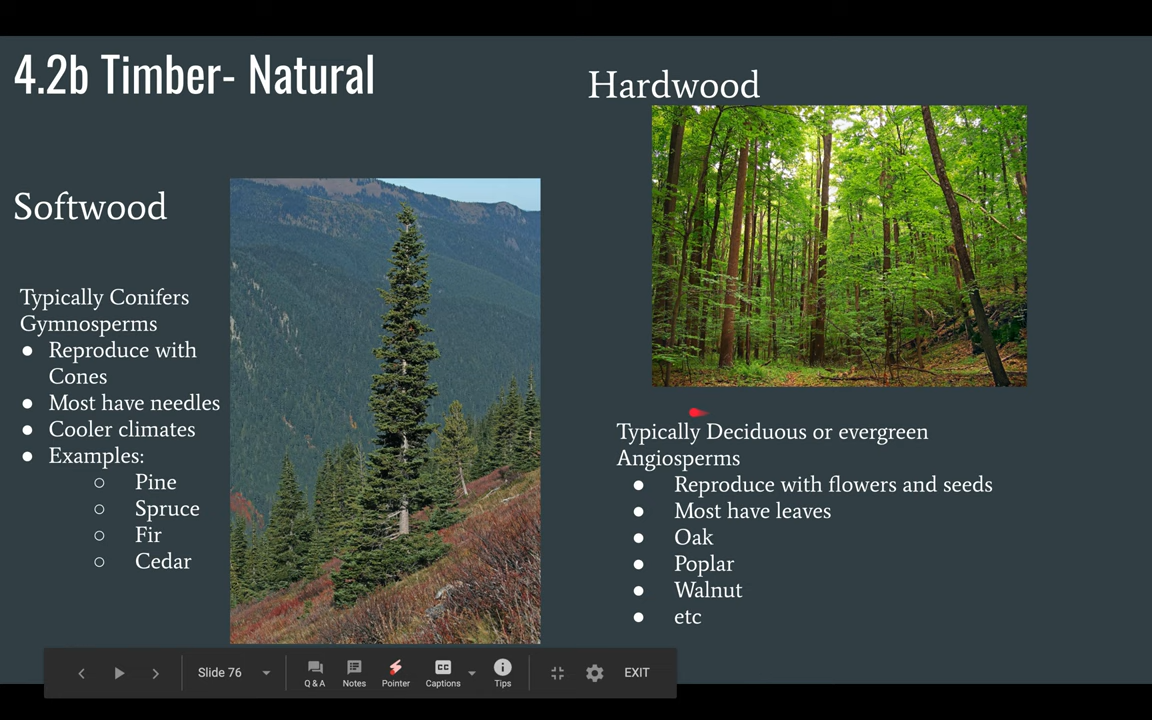 4.2b Timber- Natural
Softwood
Typically Conifers
Gymnosperms
● Reproduce with
Cones
● Most have needles
● Cooler climates
● Examples:
○ Pine
○ Spruce
○ Fir
○ Cedar
Hardwood
Typically Deciduous or evergreen
Angiosperms
● Reproduce with flowers and seeds
● Most have leaves
● Oak
● Poplar
● Walnut
● etc
Slide 76
Q & A
Notes
Pointer
CC
Captions
Tips
EXIT